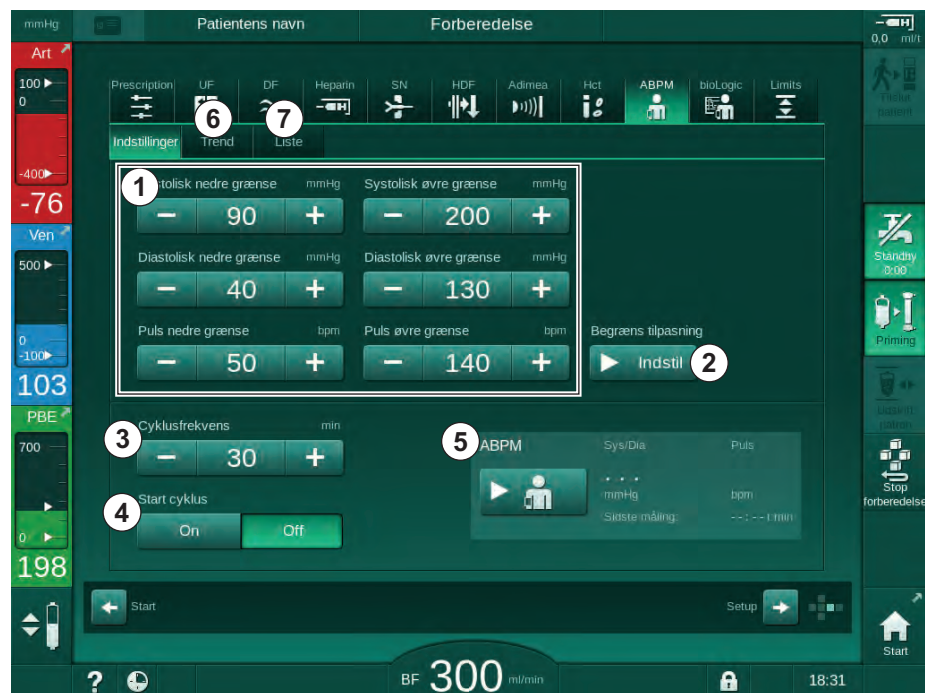 mmHg Patientens navn Forberedelse
0,0 ml/t
Art
100
0
-400
-76
Ven
500
0
-100
103
PBE
700
0
198
Prescription UF DF Heparin SN HDF Adimea Hct ABPM bioLogic Limits
6 7
Indstillinger Trend Liste
1
nedre grænse mmHg Systolisk øvre grænse mmHg
− 90 + − 200 +
Diastolisk nedre grænse mmHg Diastolisk øvre grænse mmHg
− 40 + − 130 +
Puls nedre grænse bpm Puls øvre grænse bpm Begræns tilpasning
− 50 + − 140 + Indstil 2
3 Cyklusfrekvens min
− 30 +
4 Start cyklus
On Off
5 ABPM Sys/Dia Puls
mmHg bpm
Sidste måling: --:-- t:min
Start Setup
patient
Standby
0:00
Priming
patron
Stop
forberedelse
Start
? BF 300 ml/min 18:31